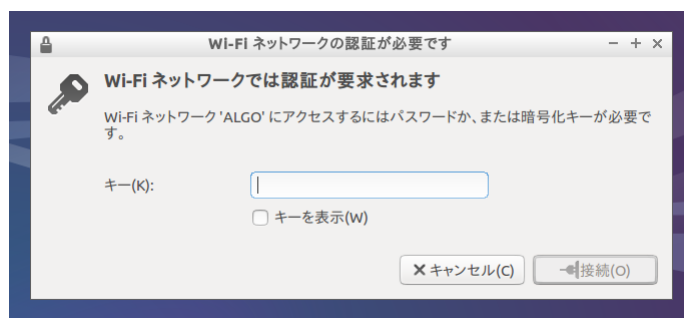 Wi-Fi ネットワークの認証が必要です
Wi-Fi ネットワークでは認証が要求されます
Wi-Fi ネットワーク 'ALGO' にアクセスするにはパスワードか、または暗号化キーが必要で
す。
キー(K):
キーを表示(W)
キャンセル(C) 接続(O)